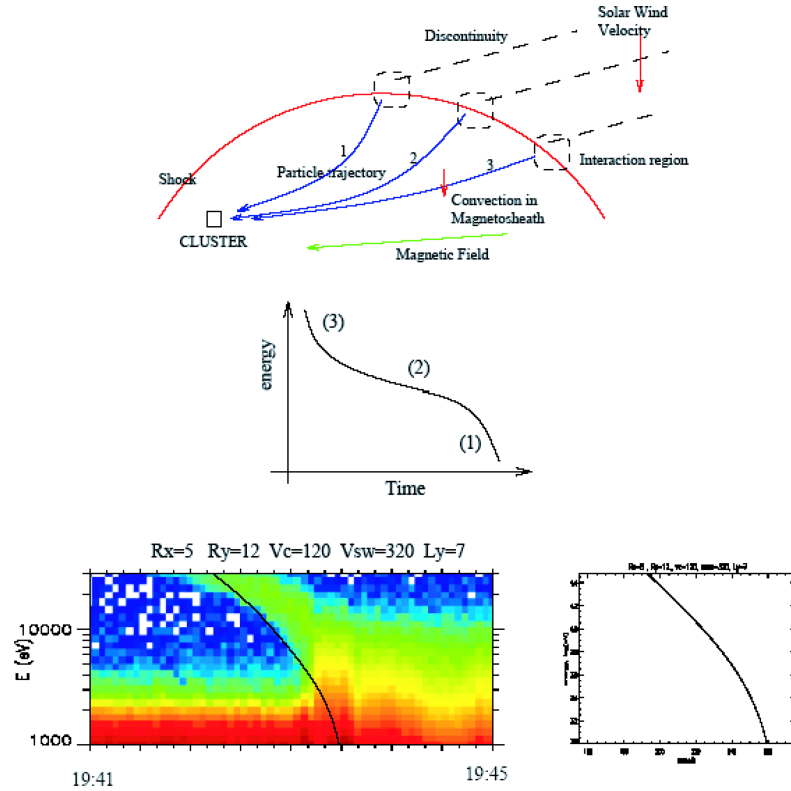 Solar Wind
Velocity
Discontinuity
1
2
3
Interaction region
Particle trajectory
Shock
Convection in
Magnetosheath
CLUSTER
Magnetic Field
(3)
(2)
(1)
energy
Time
Rx=5 Ry=12 Vc=120 Vsw=320 Ly=7
10000
1000
E (eV)
19:41
19:45